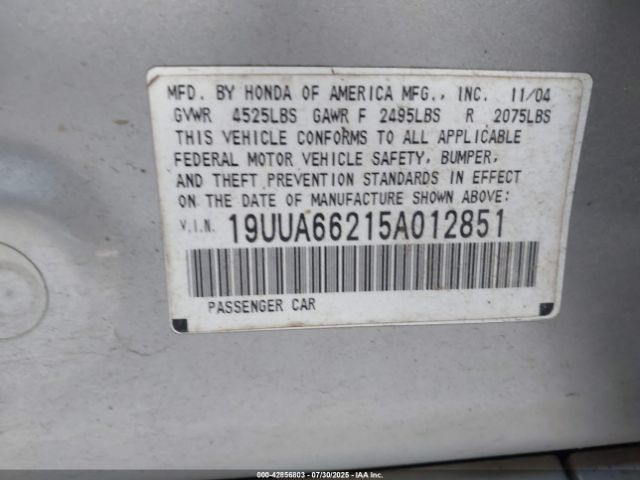 MFD. BY HONDA OF AMERICA MFG., INC. 11/04
GVWR 4525LBS GAWR F 2495LBS R 2075LBS
THIS VEHICLE CONFORMS TO ALL APPLICABLE
FEDERAL MOTOR VEHICLE SAFETY, BUMPER,
AND THEFT PREVENTION STANDARDS IN EFFECT
ON THE DATE OF MANUFACTURE SHOWN ABOVE:
V.I.N. 19UUA66215A012851
PASSENGER CAR
000-42856803 - 07/30/2025 - IAA Inc.